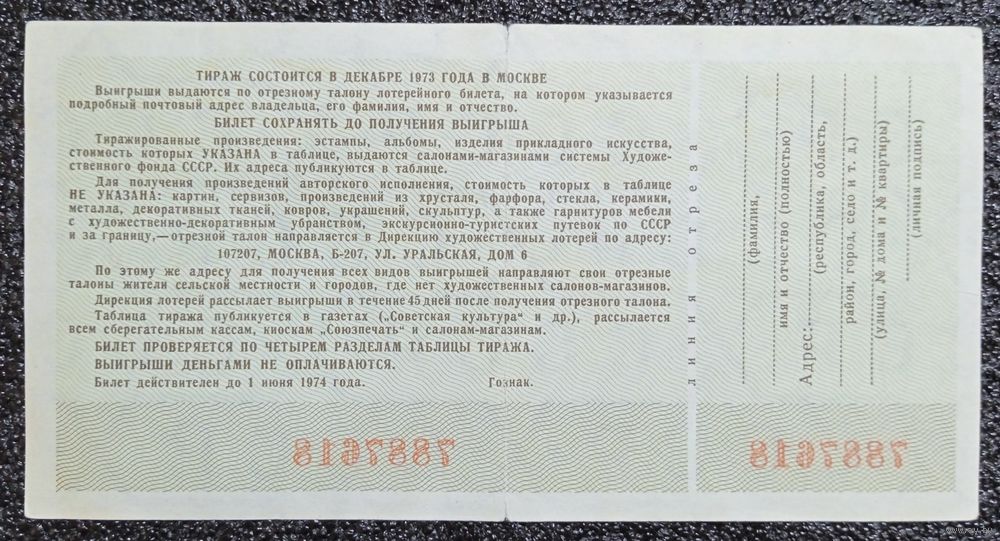 ТИРАЖ СОСТОИТСЯ В ДЕКАБРЕ 1973 ГОДА В МОСКВЕ
Выигрыши выдаются по отрезному талону лотерейного билета, на котором указывается
подробный почтовый адрес владельца, его фамилия, имя и отчество.
БИЛЕТ СОХРАНЯТЬ ДО ПОЛУЧЕНИЯ ВЫИГРЫША
Тиражированные произведения: эстампы, альбомы, изделия прикладного искусства,
стоимость которых УКАЗАНА в таблице, выдаются салонами-магазинами системы Художе-
ственного фонда СССР. Их адреса публикуются в таблице.
Для получения произведений авторского исполнения, стоимость которых в таблице
НЕ УКАЗАНА: картин, сервизов, произведений из хрусталя, фарфора, стекла, керамики,
металла, декоративных тканей, ковров, украшений, скульптур, а также гарнитуров мебели
с художественно-декоративным убранством, экскурсионно-туристских путевок по СССР
и за границу,—отрезной талон направляется в Дирекцию художественных лотерей по адресу:
107207, МОСКВА, Б-207, УЛ. УРАЛЬСКАЯ, ДОМ 6
По этому же адресу для получения всех видов выигрышей направляют свои отрезные
талоны жители сельской местности и городов, где нет художественных салонов-магазинов.
Дирекция лотерей рассылает выигрыши в течение 45 дней после получения отрезного талона.
Таблица тиража публикуется в газетах („Советская культура“ и др.), рассылается
всем сберегательным кассам, киоскам „Союзпечать“ и салонам-магазинам.
БИЛЕТ ПРОВЕРЯЕТСЯ ПО ЧЕТЫРЕМ РАЗДЕЛАМ ТАБЛИЦЫ ТИРАЖА.
ВЫИГРЫШИ ДЕНЬГАМИ НЕ ОПЛАЧИВАЮТСЯ.
Билет действителен до 1 июня 1974 года. Гознак.
7887618
линия отреза
(фамилия,
имя и отчество (полностью)
Адрес:
(республика, область,
район, город, село и т. д.)
(улица, № дома и № квартиры)
(личная подпись)
7887618